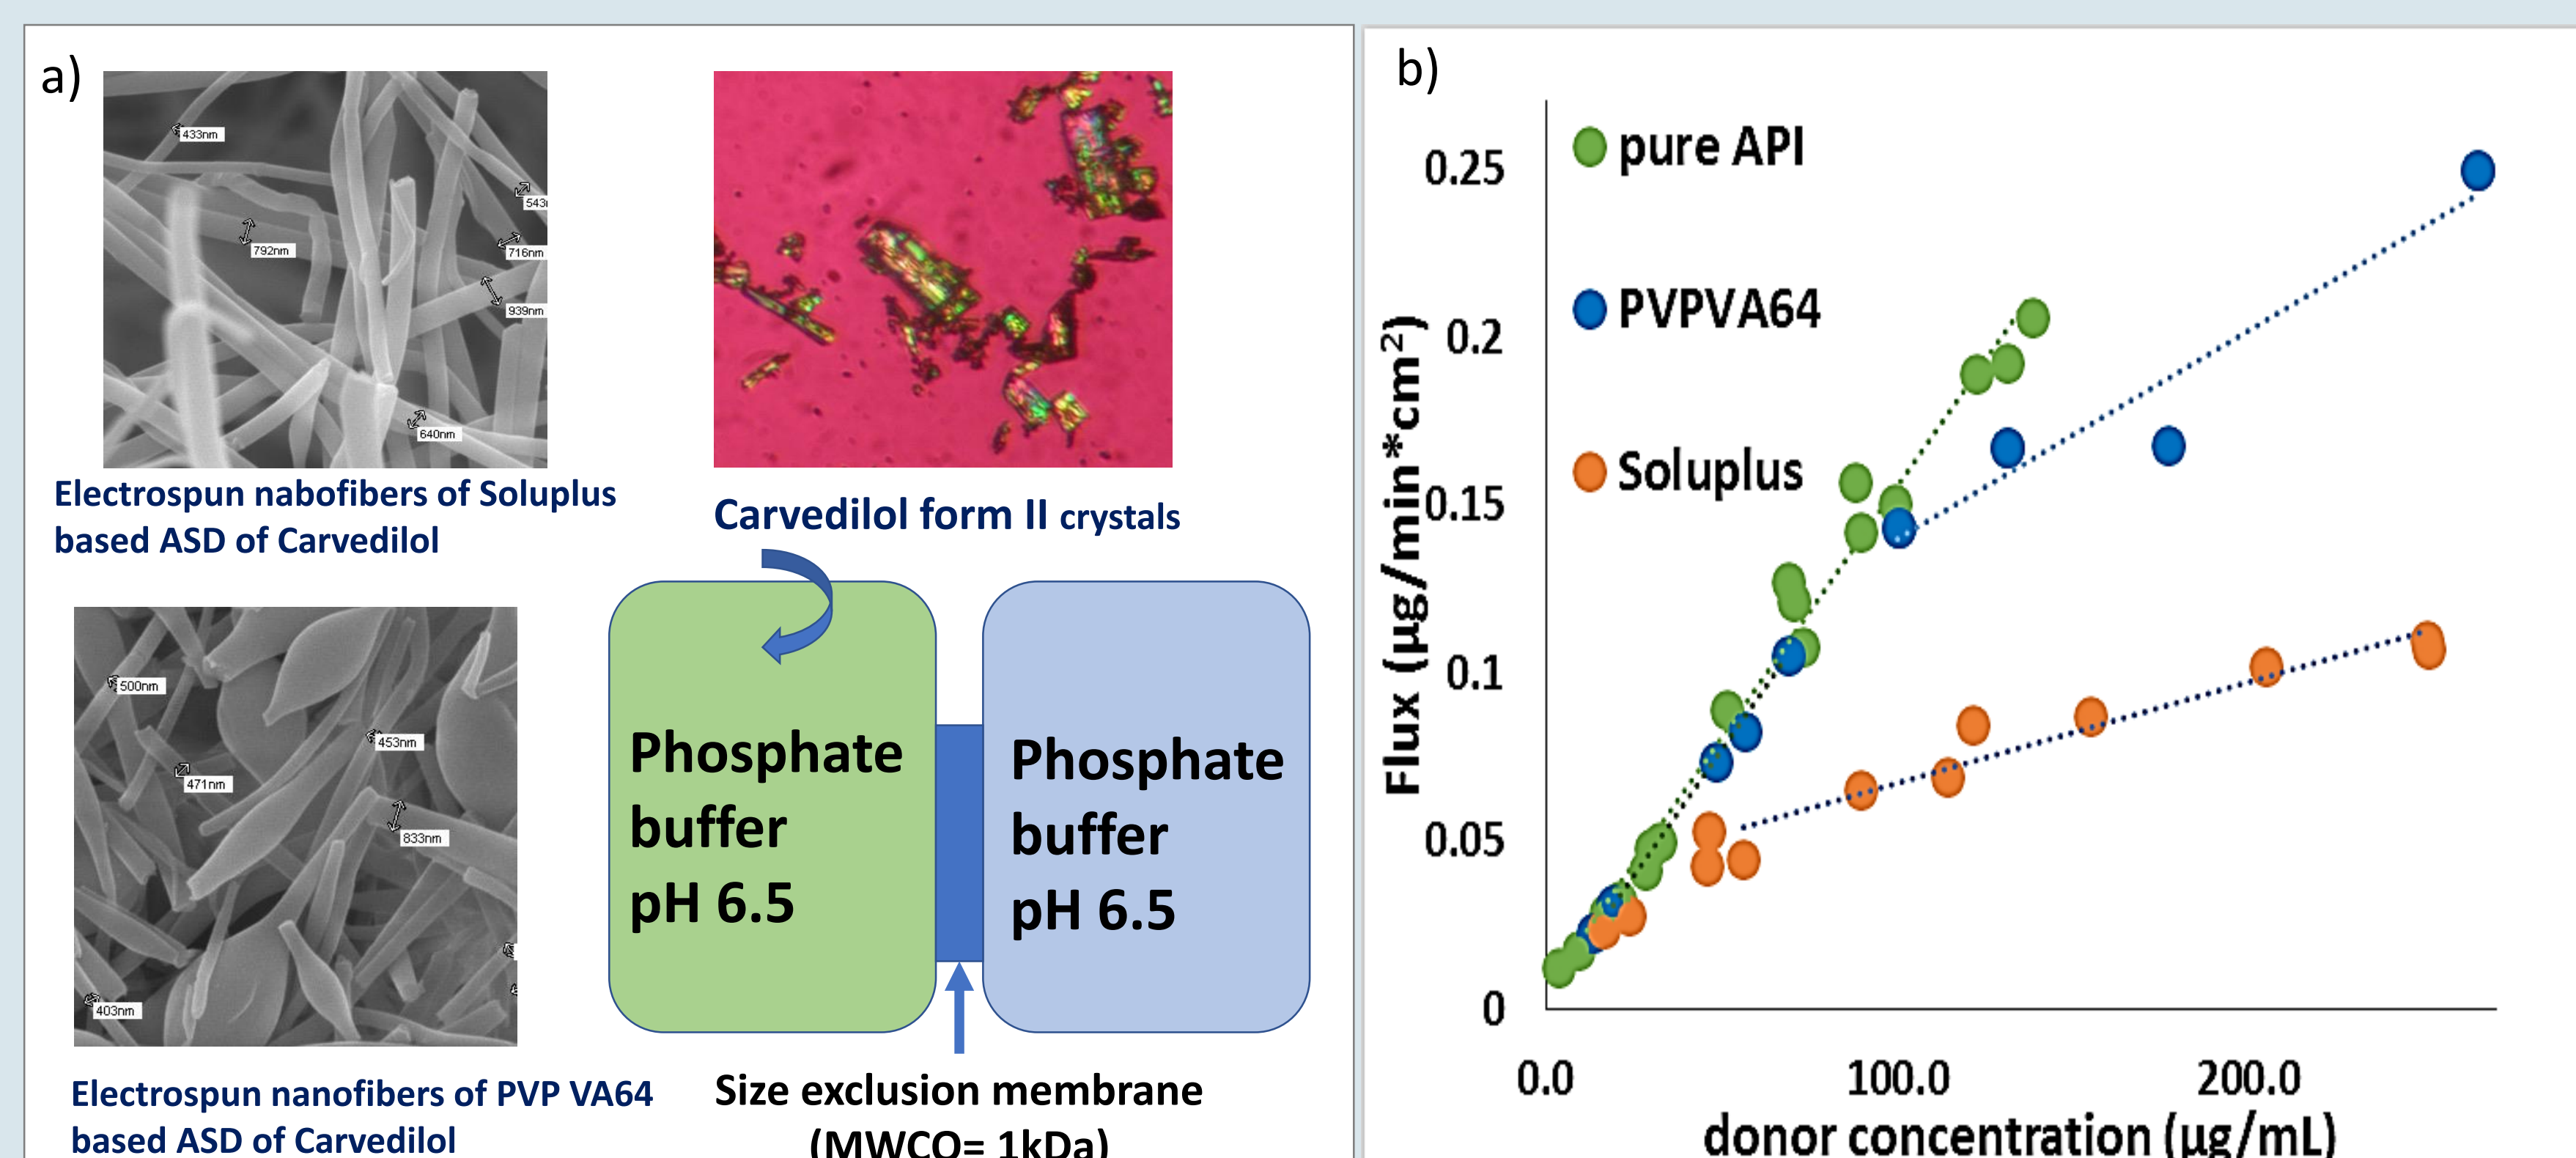 a)
433nm
543
792nm
716nm
939nm
640nm
Electrospun nabofibers of Soluplus
based ASD of Carvedilol
Carvedilol form II crystals
500nm
453nm
471nm
833nm
403nm
Electrospun nanofibers of PVP VA64
based ASD of Carvedilol
Phosphate
buffer
pH 6.5
Phosphate
buffer
pH 6.5
Size exclusion membrane
(MWCO= 1kDa)
b)
pure API
PVPVA64
Soluplus
Flux (µg/min*cm²)
0.25
0.2
0.15
0.1
0.05
0
0.0 100.0 200.0
donor concentration (µg/mL)